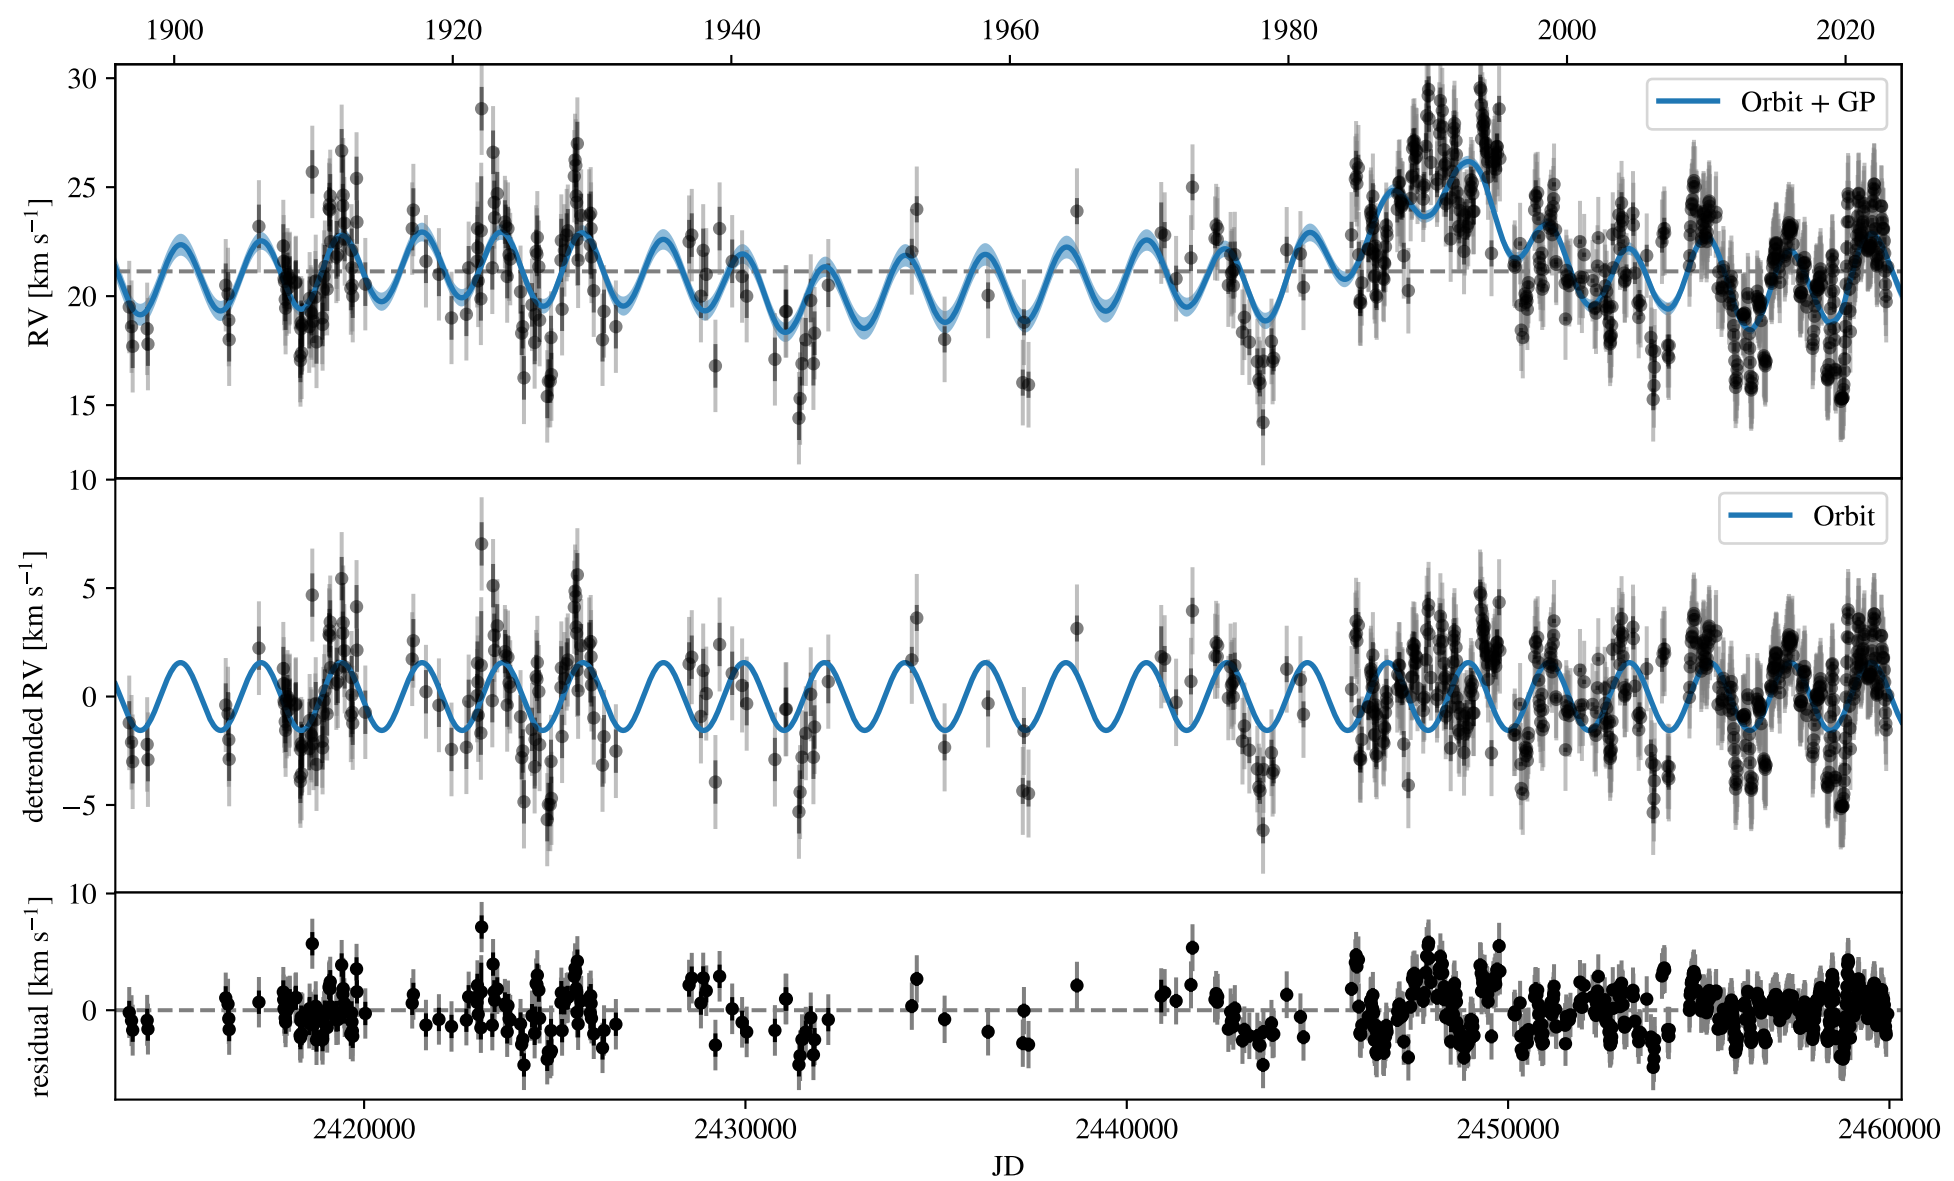 1900 1920 1940 1960 1980 2000 2020
30
25
20
15
RV [km s⁻¹]
Orbit + GP
10
5
0
−5
detrended RV [km s⁻¹]
Orbit
10
0
residual [km s⁻¹]
2420000 2430000 2440000 2450000 2460000
JD